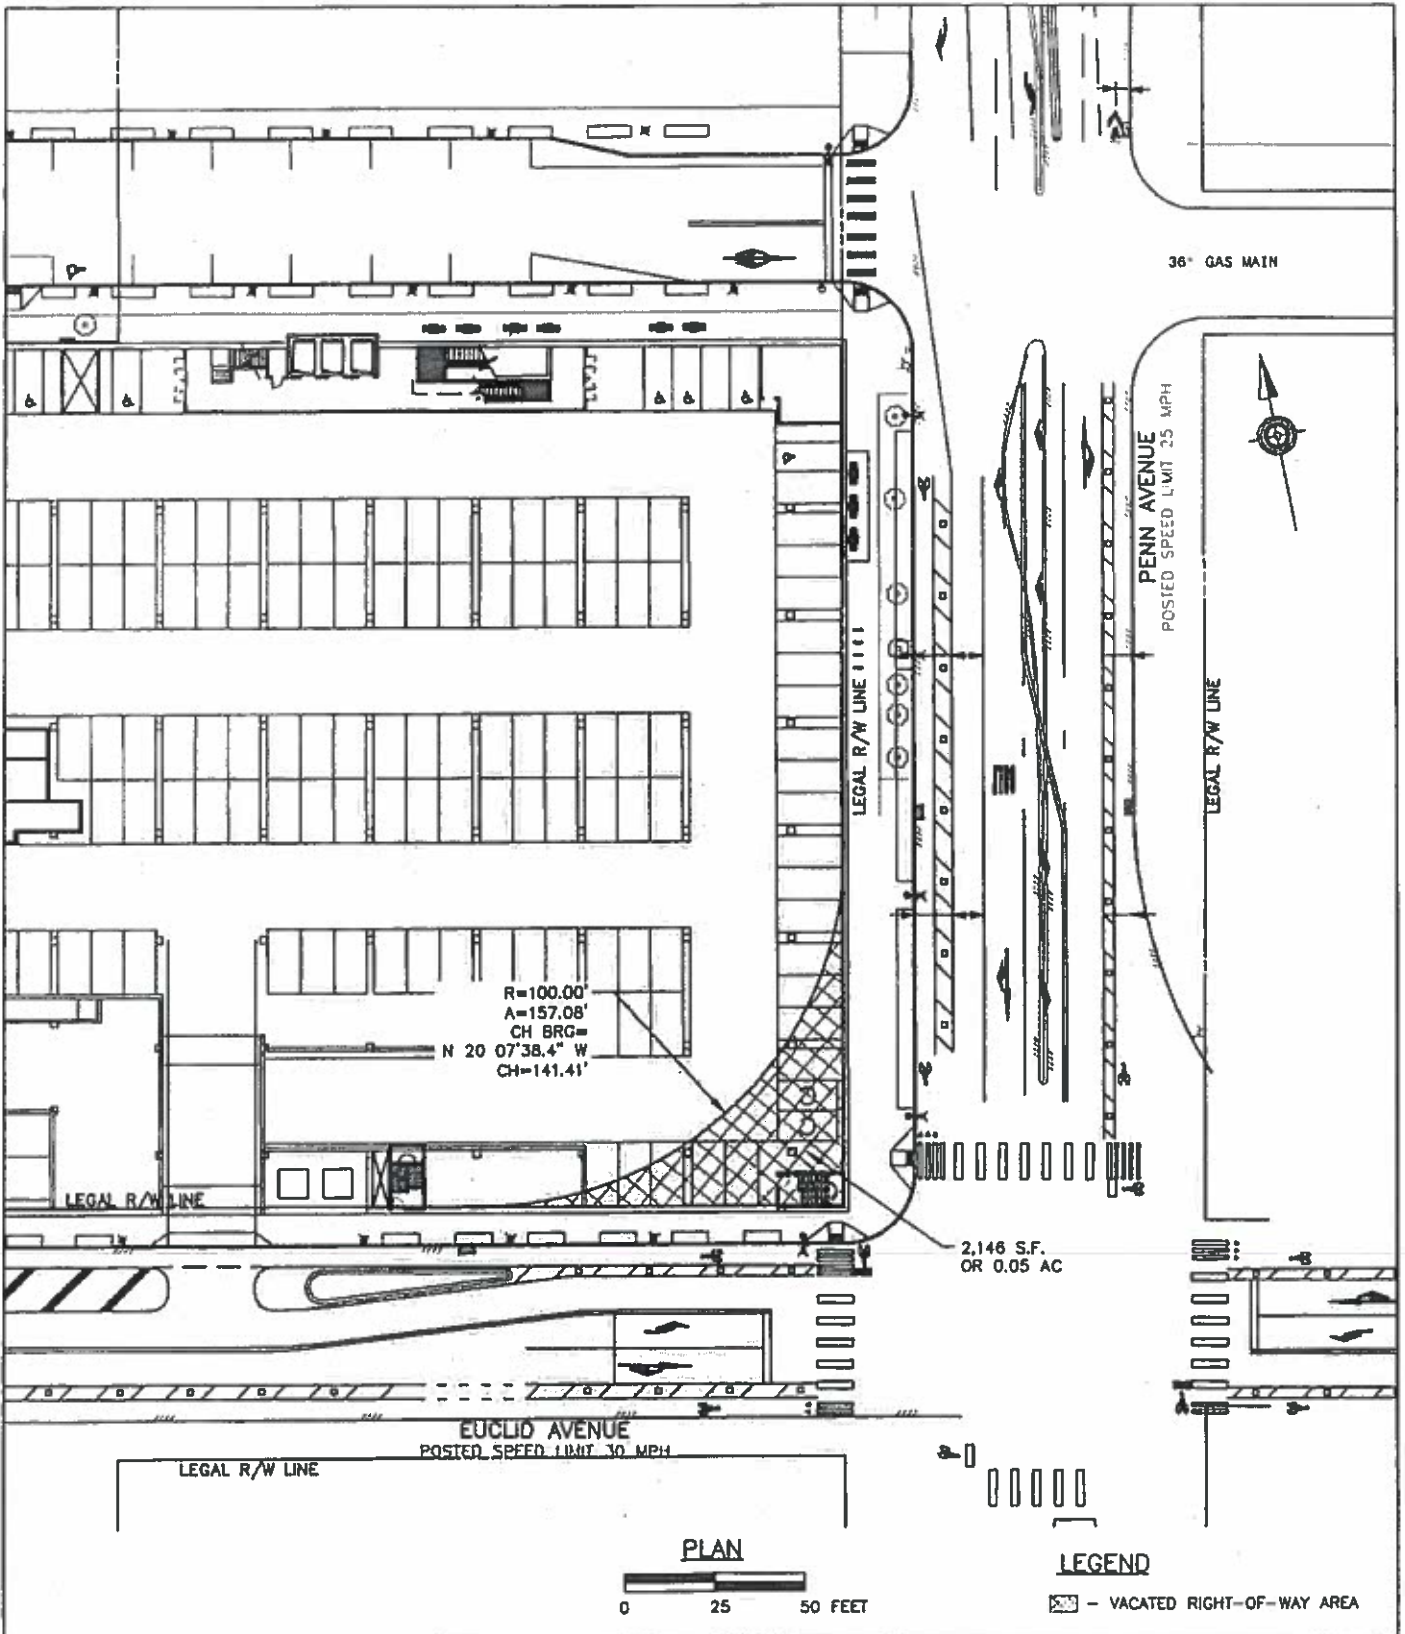 36" GAS MAIN
PENN AVENUE
POSTED SPEED LIMIT 25 MPH
LEGAL R/W LINE
LEGAL R/W LINE
R=100.00'
A=157.08'
CH BRG=
N 20 07'38.4" W
CH=141.41'
LEGAL R/W LINE
2,146 S.F.
OR 0.05 AC
EUCLID AVENUE
POSTED SPEED LIMIT 30 MPH
LEGAL R/W LINE
PLAN
0 25 50 FEET
LEGEND
- VACATED RIGHT-OF-WAY AREA